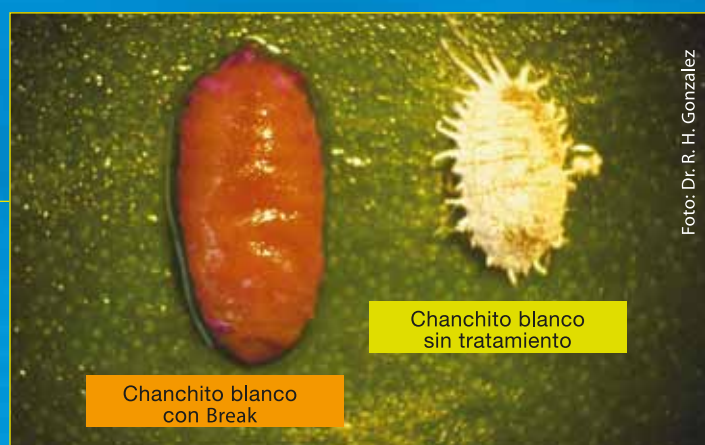 Foto: Dr. R. H. Gonzalez
Chanchito blanco
sin tratamiento
Chanchito blanco
con Break